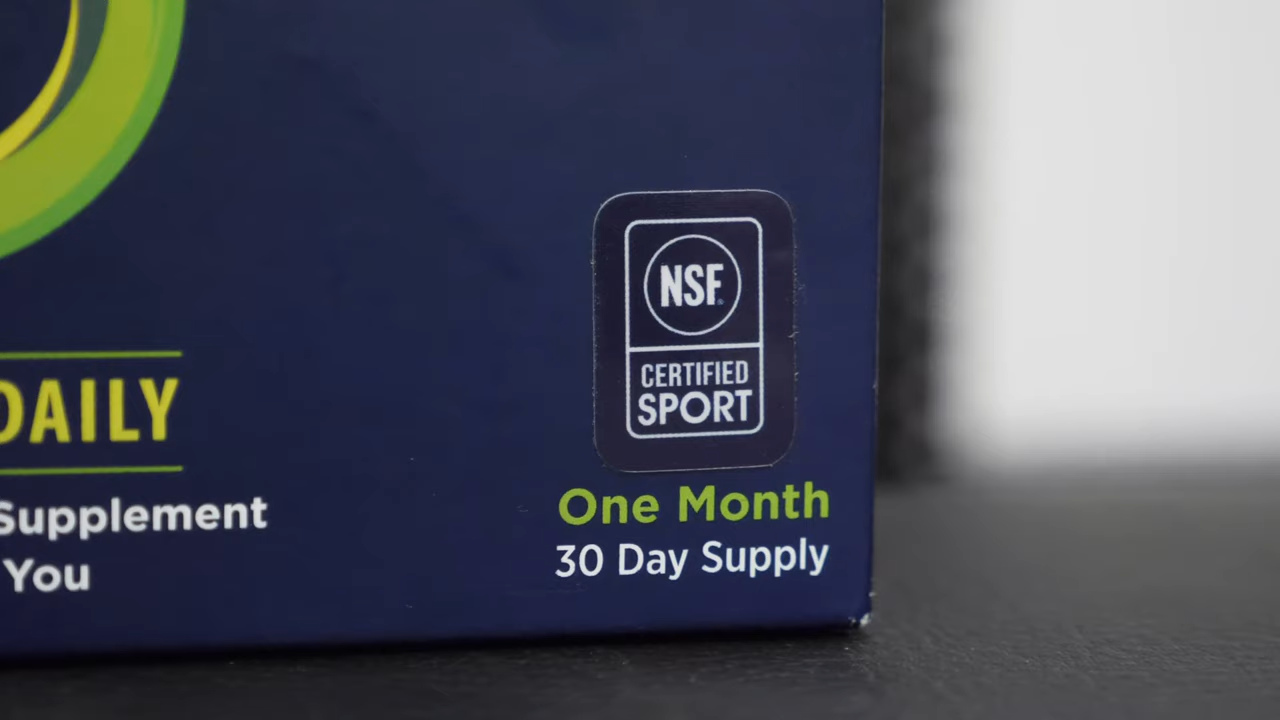 NSF
CERTIFIED
SPORT
DAILY
Supplement
You
One Month
30 Day Supply